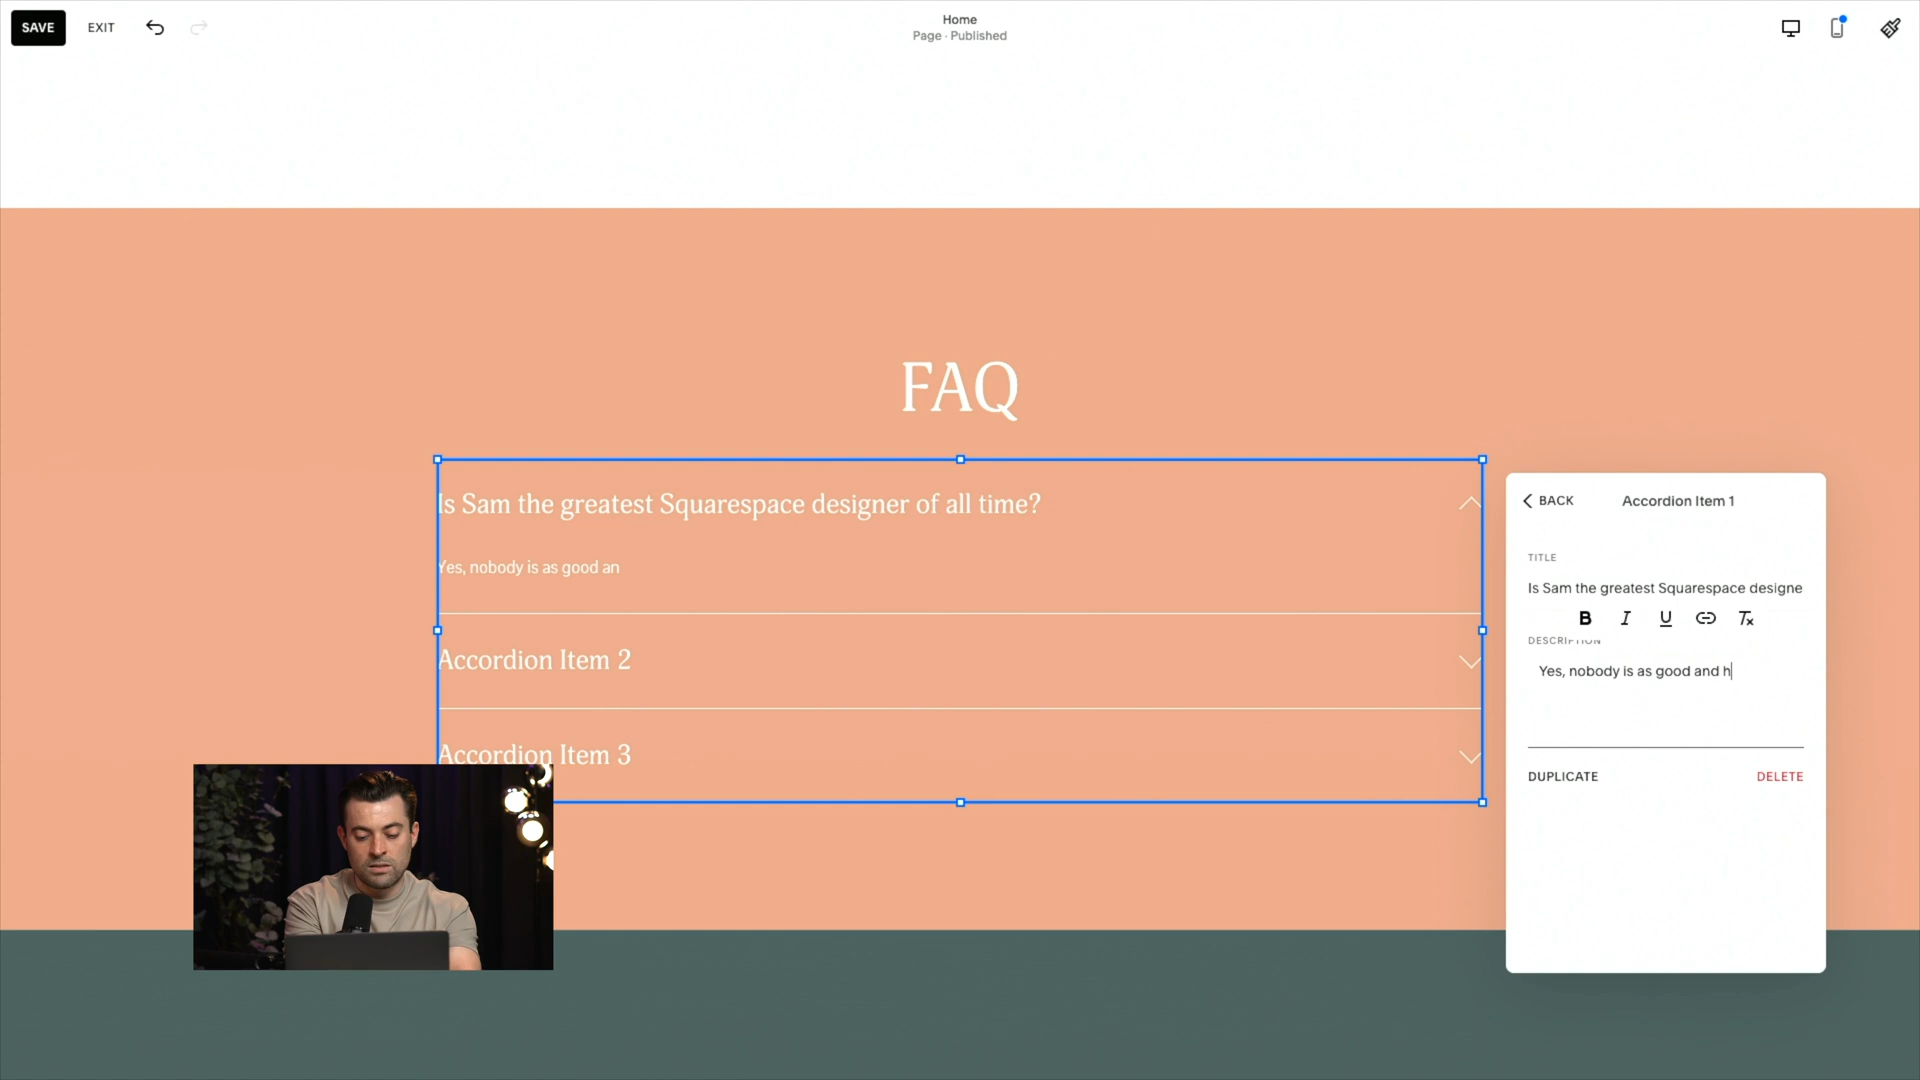 SAVE
EXIT
Home
Page · Published
FAQ
Is Sam the greatest Squarespace designer of all time?
Yes, nobody is as good an
Accordion Item 2
Accordion Item 3
BACK
Accordion Item 1
TITLE
Is Sam the greatest Squarespace designe
B I U Tx
DESCRIPTION
Yes, nobody is as good and h
DUPLICATE
DELETE